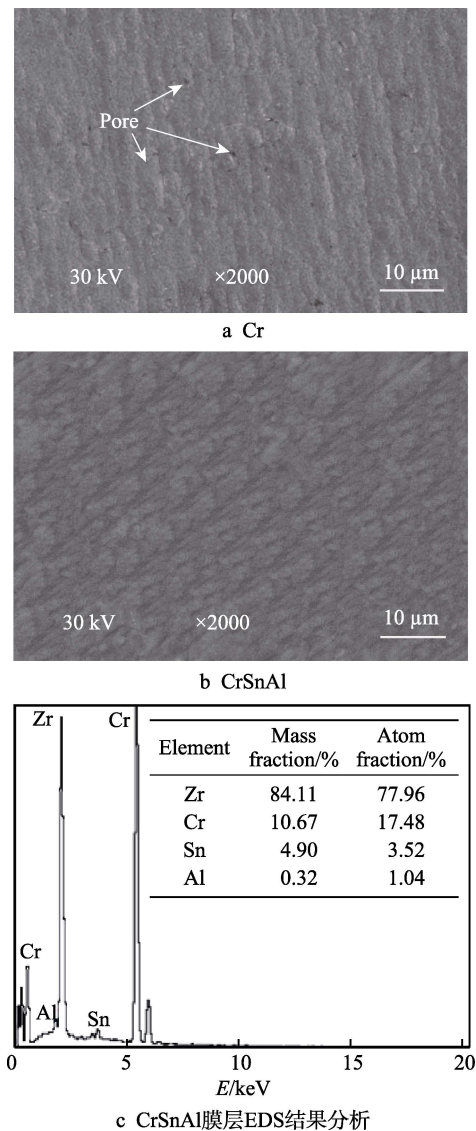 Pore
30 kV ×2000 10 μm
a Cr
30 kV ×2000 10 μm
b CrSnAl
Zr Cr
Element Mass fraction/% Atom fraction/%
Zr 84.11 77.96
Cr 10.67 17.48
Sn 4.90 3.52
Al 0.32 1.04
Cr
Al Sn
0 5 10 15 20
E/keV
c CrSnAl膜层EDS结果分析